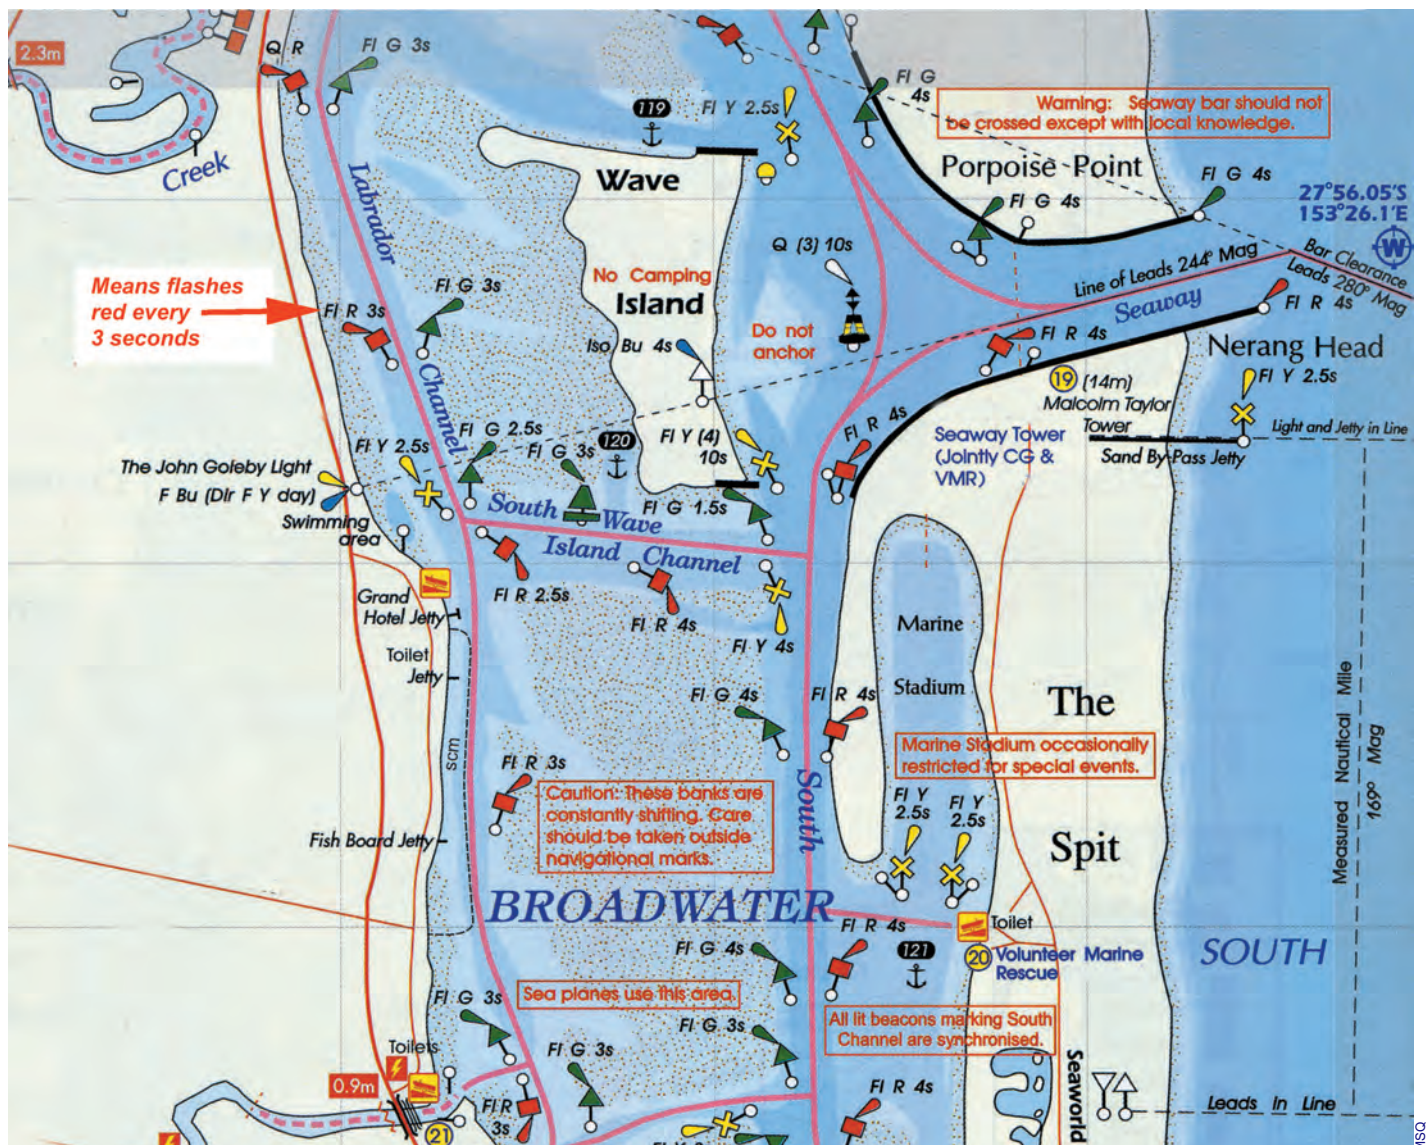 2.3m
Q R
Fl G 3s
119
Fl Y 2.5s
Fl G
4s
Warning: Seaway bar should not
be crossed except with local knowledge.
Creek
Wave
Porpoise Point
Fl G 4s
Fl G 4s
27°56.05'S
153°26.1'E
W
Labrador
Q (3) 10s
Line of Leads 244° Mag
Bar Clearance
Leads 280° Mag
Seaway
Means flashes
red every
3 seconds
No Camping
Island
Fl R 3s
Fl G 3s
Do not
anchor
Iso Bu 4s
Fl R 4s
Fl R 4s
Nerang Head
19 (14m)
Malcolm Taylor
Tower
Fl Y 2.5s
Channel
Fl G 2.5s
Fl Y 2.5s
Fl G 3s
120
Fl Y (4)
10s
Fl R 4s
Seaway Tower
(Jointly CG &
VMR)
Light and Jetty in Line
Sand By-Pass Jetty
The John Goleby Light
F Bu (Dir F Y day)
Swimming
area
South Wave
Island Channel
Fl G 1.5s
Fl R 2.5s
Fl R 4s
Fl Y 4s
Grand
Hotel Jetty
Toilet
Jetty
Marine
Stadium
Fl G 4s
Fl R 4s
The
Spit
Measured Nautical Mile
169° Mag
Marine Stadium occasionally
restricted for special events.
scm
Fl R 3s
Caution: These banks are
constantly shifting. Care
should be taken outside
navigational marks.
South
Fl Y
2.5s
Fl Y
2.5s
Fish Board Jetty
BROADWATER
Toilet
Fl G 4s
Fl R 4s
121
20 Volunteer Marine
Rescue
SOUTH
Sea planes use this area.
Fl G 3s
Fl G 3s
All lit beacons marking South
Channel are synchronised.
Toilets
Fl G 3s
0.9m
Fl R
3s
Fl R 4s
Seaworld
Leads In Line
21
MSQ